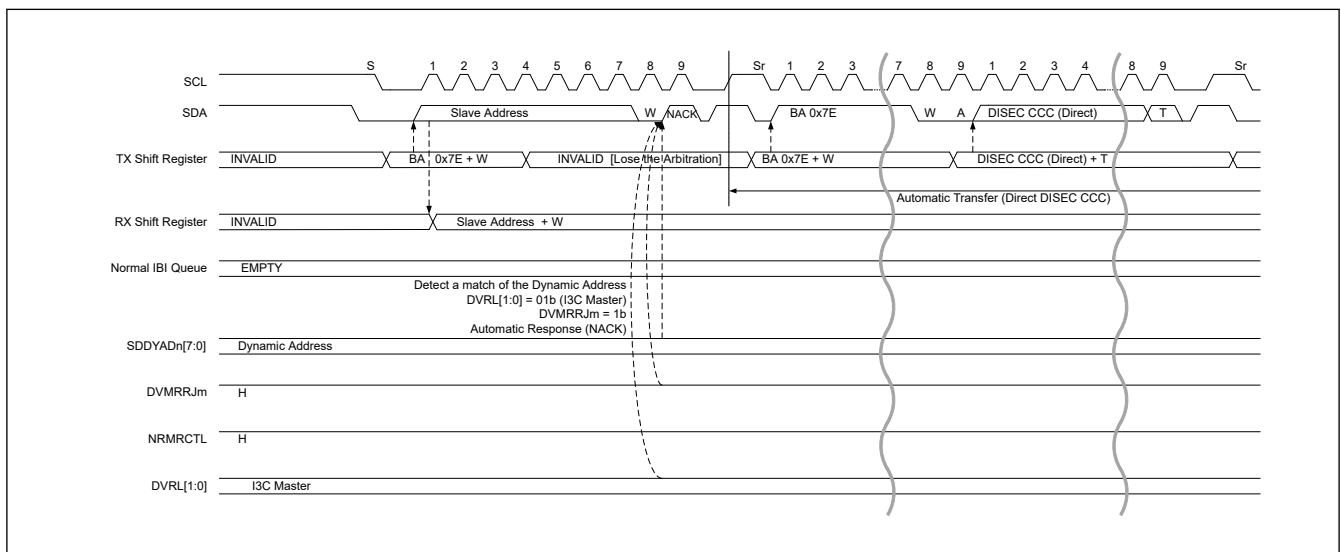 S 1 2 3 4 5 6 7 8 9 Sr 1 2 3 7 8 9 1 2 3 4 8 9 Sr
SCL
SDA Slave Address W NACK BA 0x7E W A DISEC CCC (Direct) T
TX Shift Register INVALID BA 0x7E + W INVALID [Lose the Arbitration] BA 0x7E + W DISEC CCC (Direct) + T
Automatic Transfer (Direct DISEC CCC)
RX Shift Register INVALID Slave Address + W
Normal IBI Queue EMPTY
Detect a match of the Dynamic Address
DVRL[1:0] = 01b (I3C Master)
DVMRRJm = 1b
Automatic Response (NACK)
SDDYADn[7:0] Dynamic Address
DVMRRJm H
NRMRCTL H
DVRL[1:0] I3C Master